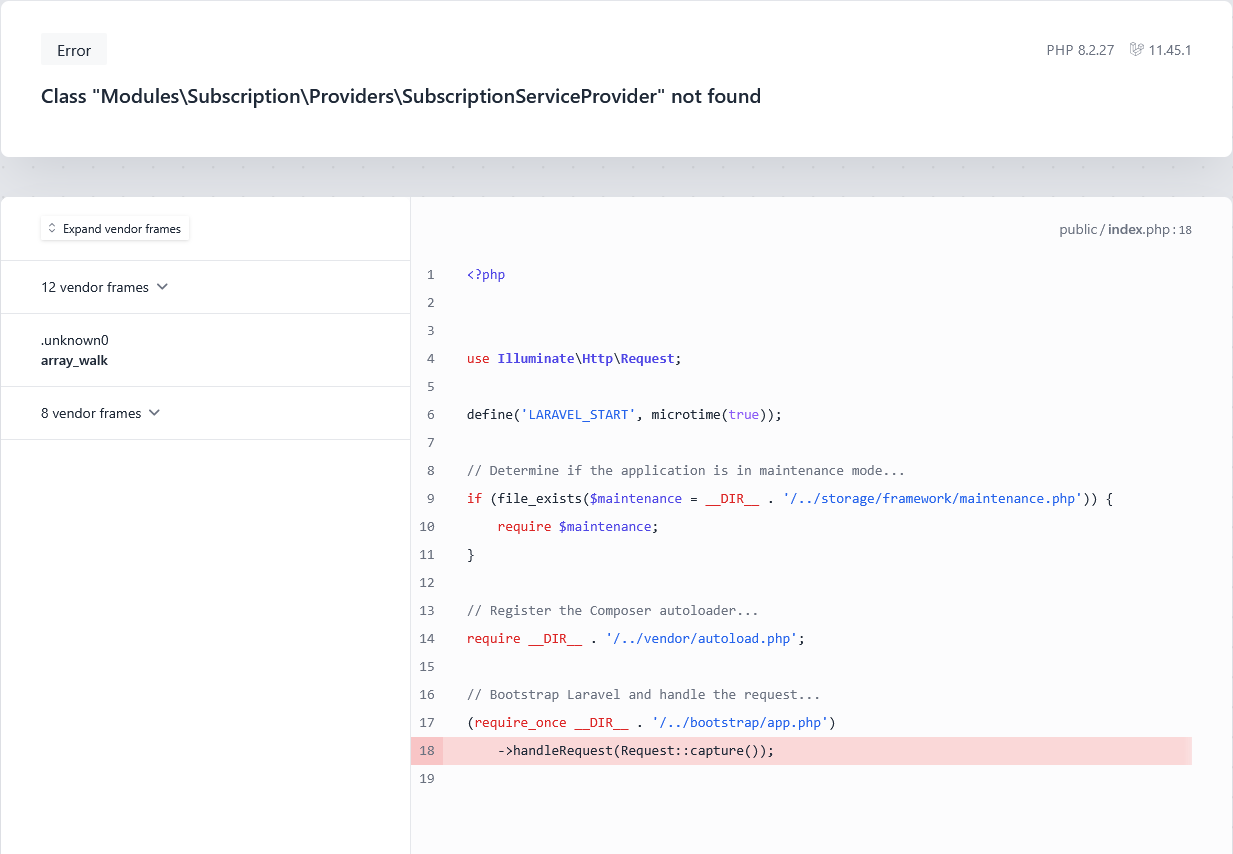 Error
PHP 8.2.27 11.45.1
Class "Modules\Subscription\Providers\SubscriptionServiceProvider" not found
Expand vendor frames
12 vendor frames
.unknown0
array_walk
8 vendor frames
public/index.php:18
1 <?php
2
3
4 use Illuminate\Http\Request;
5
6 define('LARAVEL_START', microtime(true));
7
8 // Determine if the application is in maintenance mode...
9 if (file_exists($maintenance = __DIR__ . '/../storage/framework/maintenance.php')) {
10     require $maintenance;
11 }
12
13 // Register the Composer autoloader...
14 require __DIR__ . '/../vendor/autoload.php';
15
16 // Bootstrap Laravel and handle the request...
17 (require_once __DIR__ . '/../bootstrap/app.php')
18     ->handleRequest(Request::capture());
19